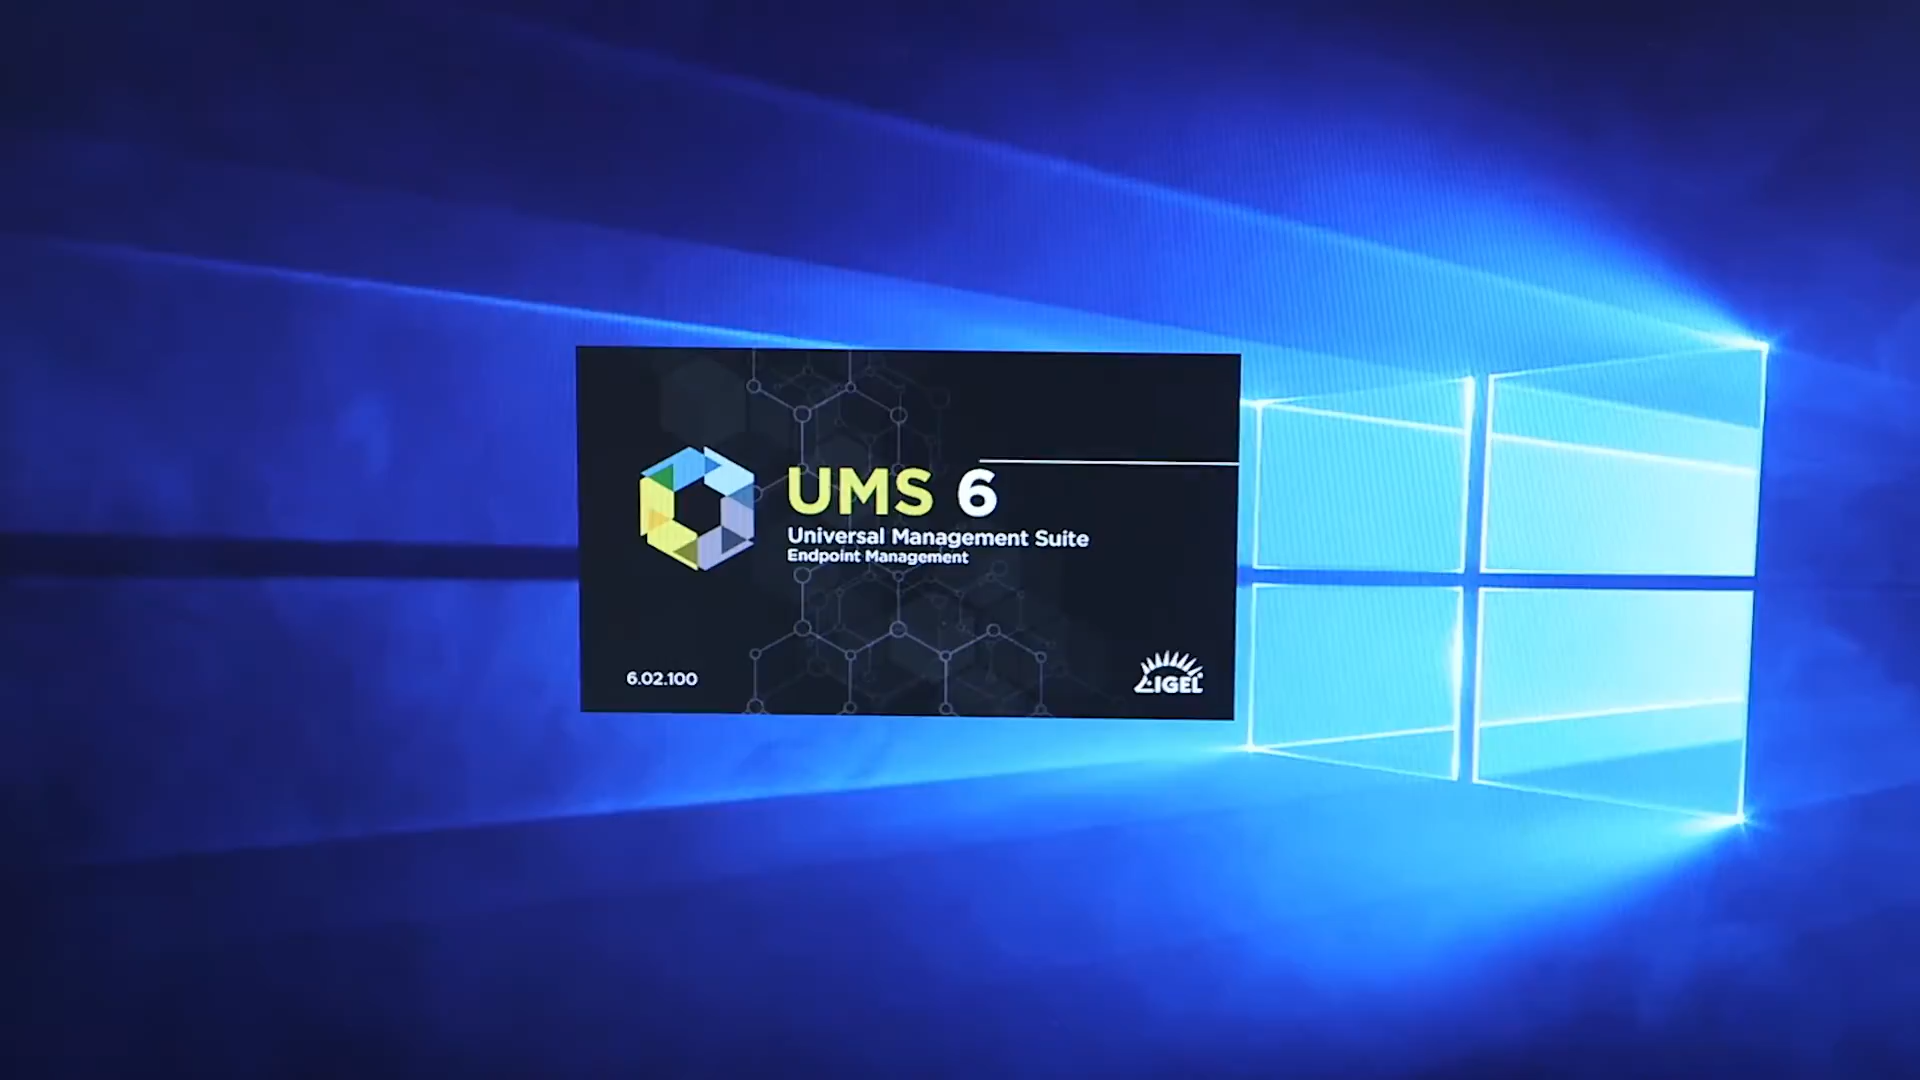 UMS 6
Universal Management Suite
Endpoint Management
6.02.100
IGEL